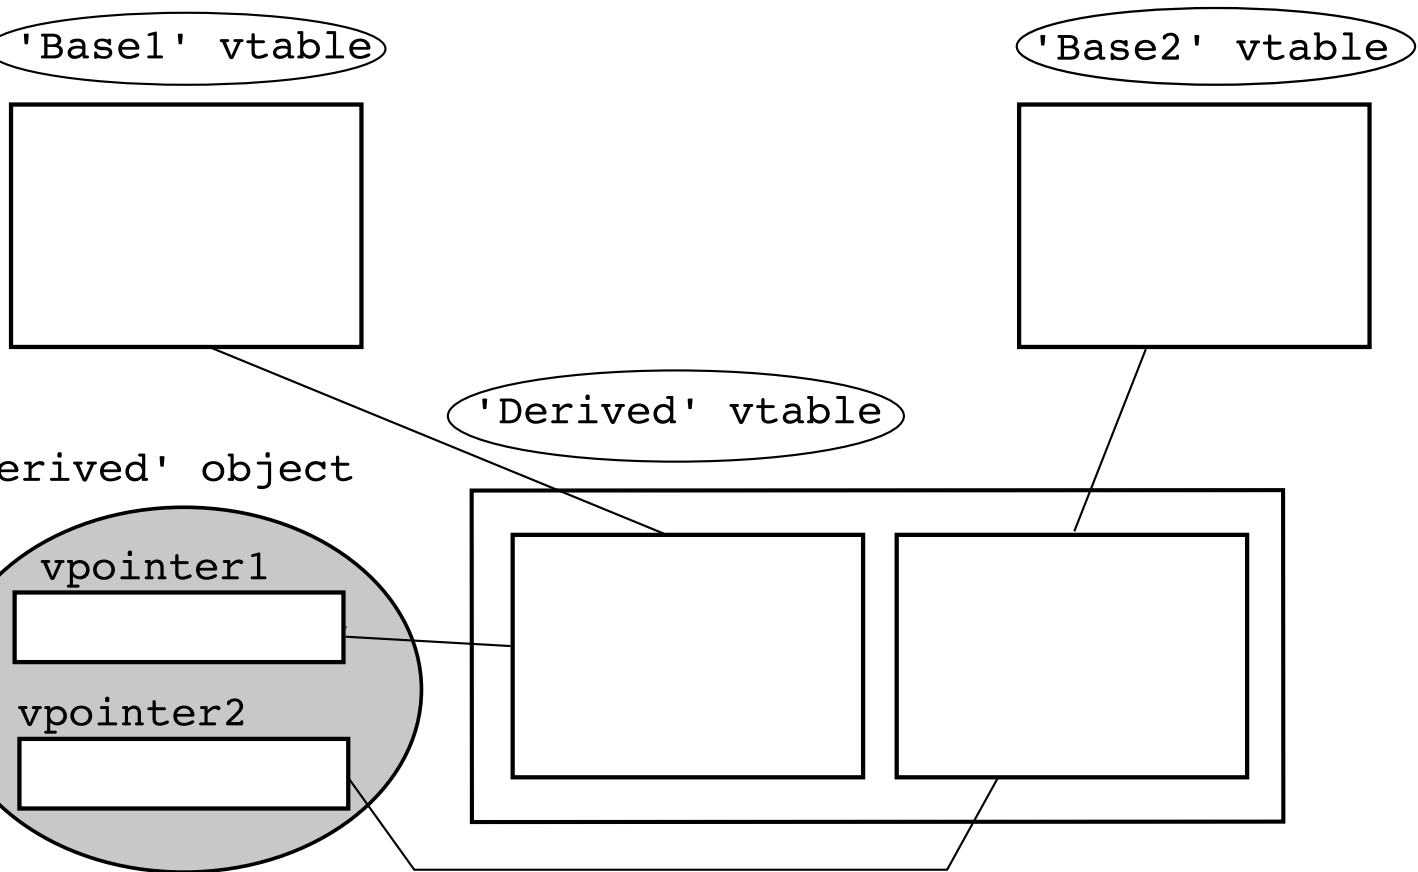 'Base1' vtable
'Base2' vtable
'Derived' vtable
erived' object
vpointer1
vpointer2